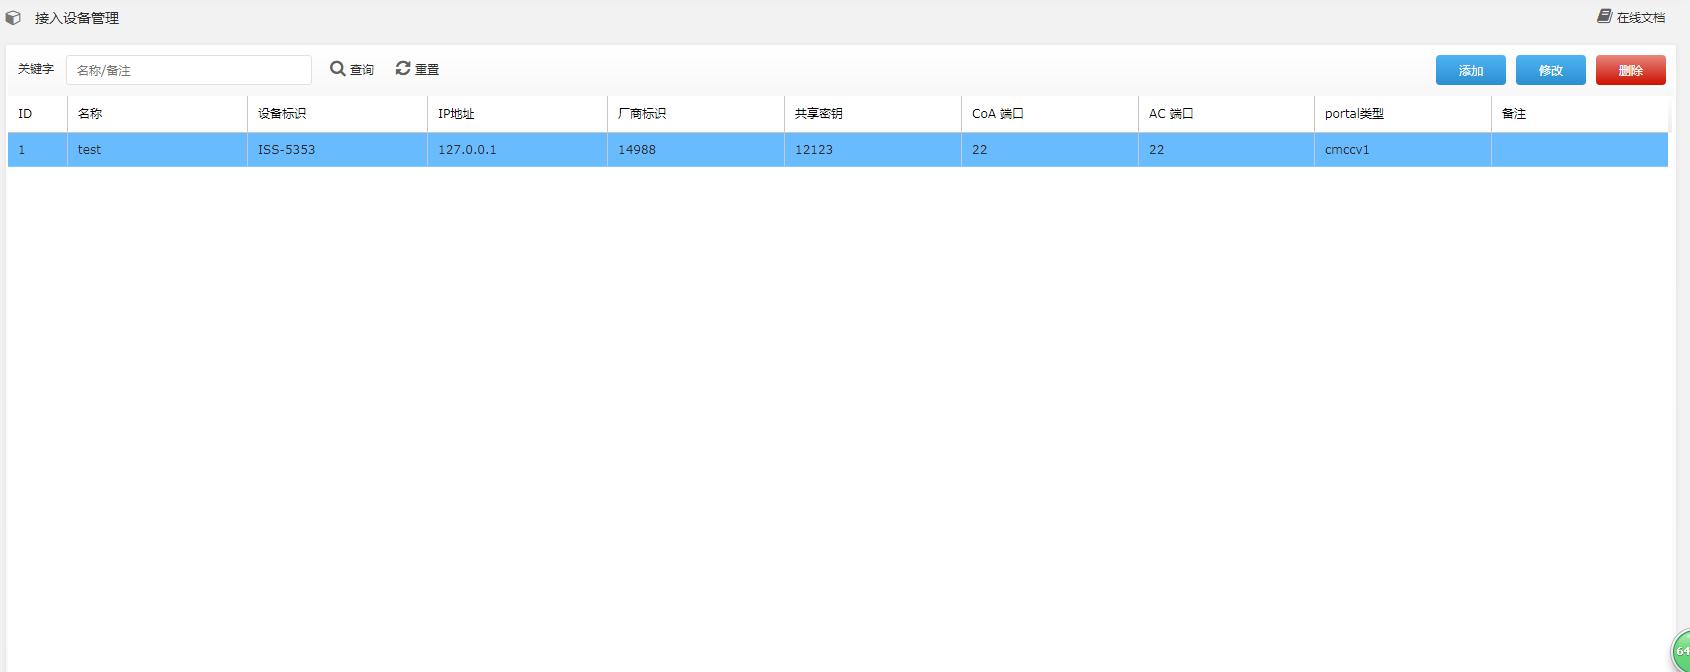 接入设备管理 在线文档
关键字 名称/备注 查询 重置 添加 修改 删除
ID 名称 设备标识 IP地址 厂商标识 共享密钥 CoA 端口 AC 端口 portal类型 备注
1 test ISS-5353 127.0.0.1 14988 12123 22 22 cmccv1
64